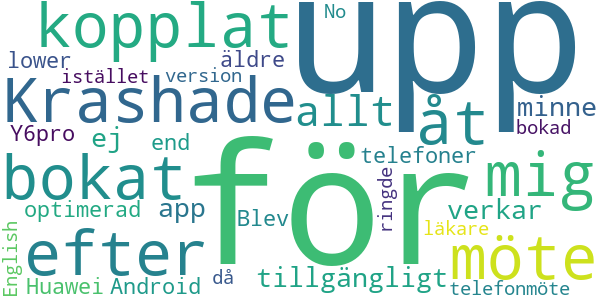 No
upp
kopplat
lower
äldre
istället
version
Krashade
allt
åt
minne
bokad
Y6pro
ej
end
för
telefoner
bokat
mig
ringde
optimerad
app
Blev
verkar
läkare
English
efter
möte
då
tillgängligt
Huawei
Android
telefonmöte